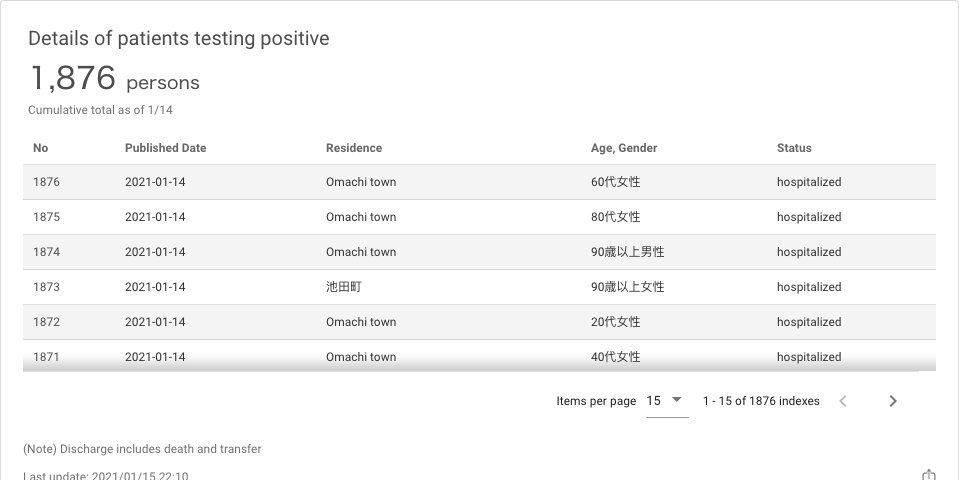 Details of patients testing positive
1,876 persons
Cumulative total as of 1/14
No Published Date Residence Age, Gender Status
1876 2021-01-14 Omachi town 60代女性 hospitalized
1875 2021-01-14 Omachi town 80代女性 hospitalized
1874 2021-01-14 Omachi town 90歳以上男性 hospitalized
1873 2021-01-14 池田町 90歳以上女性 hospitalized
1872 2021-01-14 Omachi town 20代女性 hospitalized
1871 2021-01-14 Omachi town 40代女性 hospitalized
Items per page 15 1 - 15 of 1876 indexes
(Note) Discharge includes death and transfer
Last update: 2021/01/15 22:10